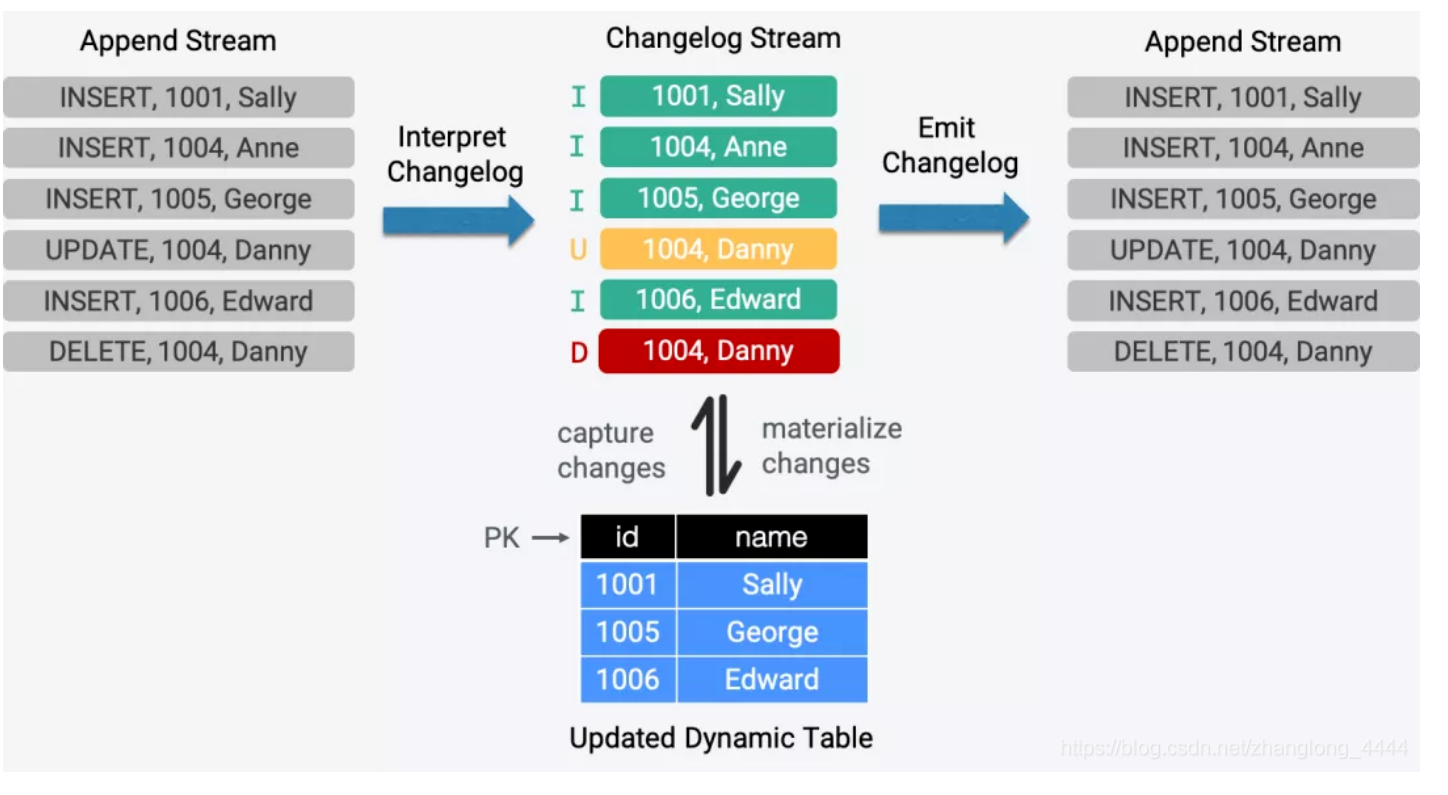 Append Stream
INSERT, 1001, Sally
INSERT, 1004, Anne
INSERT, 1005, George
UPDATE, 1004, Danny
INSERT, 1006, Edward
DELETE, 1004, Danny
Interpret
Changelog
Changelog Stream
I 1001, Sally
I 1004, Anne
I 1005, George
U 1004, Danny
I 1006, Edward
D 1004, Danny
Emit
Changelog
Append Stream
INSERT, 1001, Sally
INSERT, 1004, Anne
INSERT, 1005, George
UPDATE, 1004, Danny
INSERT, 1006, Edward
DELETE, 1004, Danny
capture
changes
materialize
changes
PK
id name
1001 Sally
1005 George
1006 Edward
Updated Dynamic Table
https://blog.csdn.net/zhanglong_4444